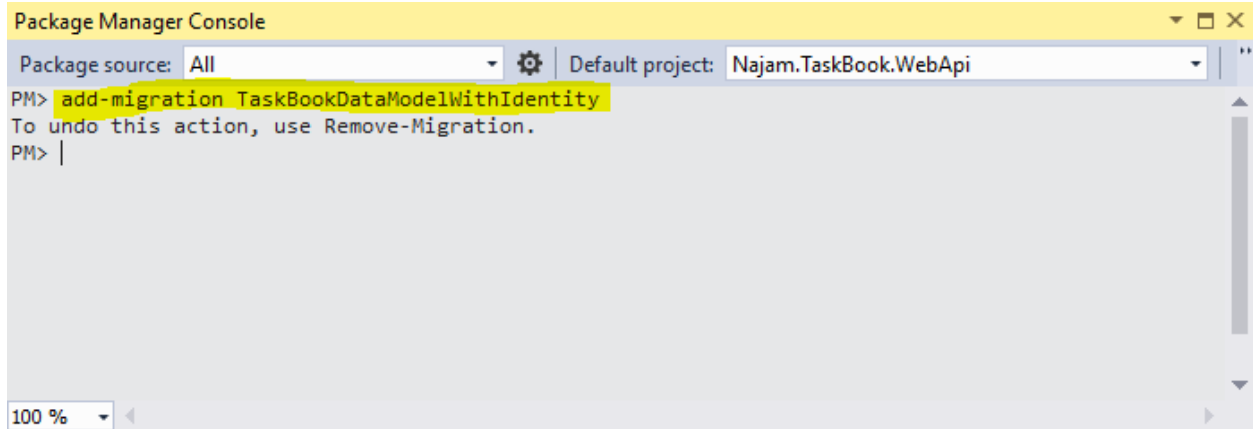 Package Manager Console
Package source: All Default project: Najam.TaskBook.WebApi
PM> add-migration TaskBookDataModelWithIdentity
To undo this action, use Remove-Migration.
PM>
100 %